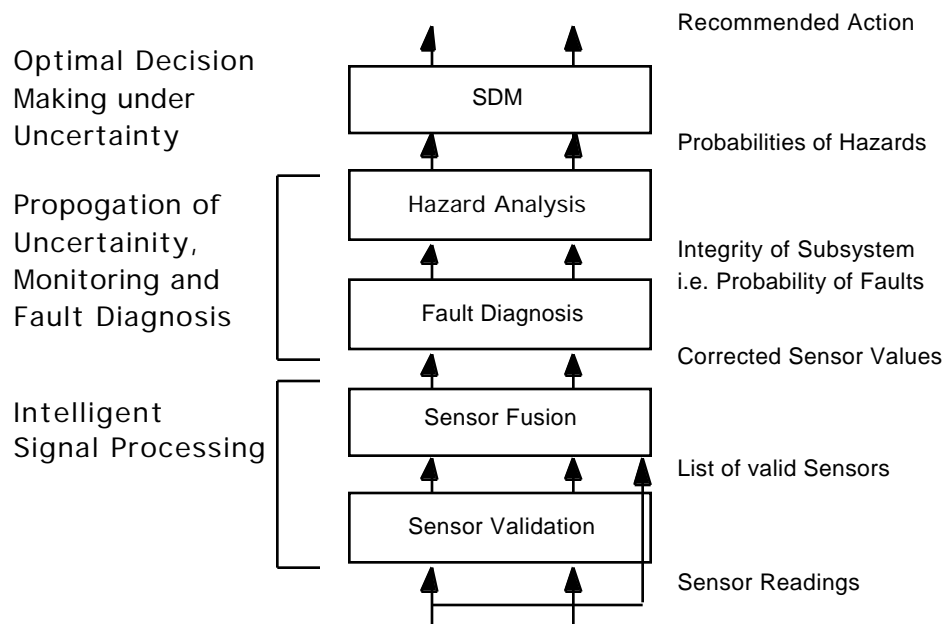 Optimal Decision
Making under
Uncertainty
Propogation of
Uncertainity,
Monitoring and
Fault Diagnosis
Intelligent
Signal Processing
SDM
Hazard Analysis
Fault Diagnosis
Sensor Fusion
Sensor Validation
Recommended Action
Probabilities of Hazards
Integrity of Subsystem
i.e. Probability of Faults
Corrected Sensor Values
List of valid Sensors
Sensor Readings